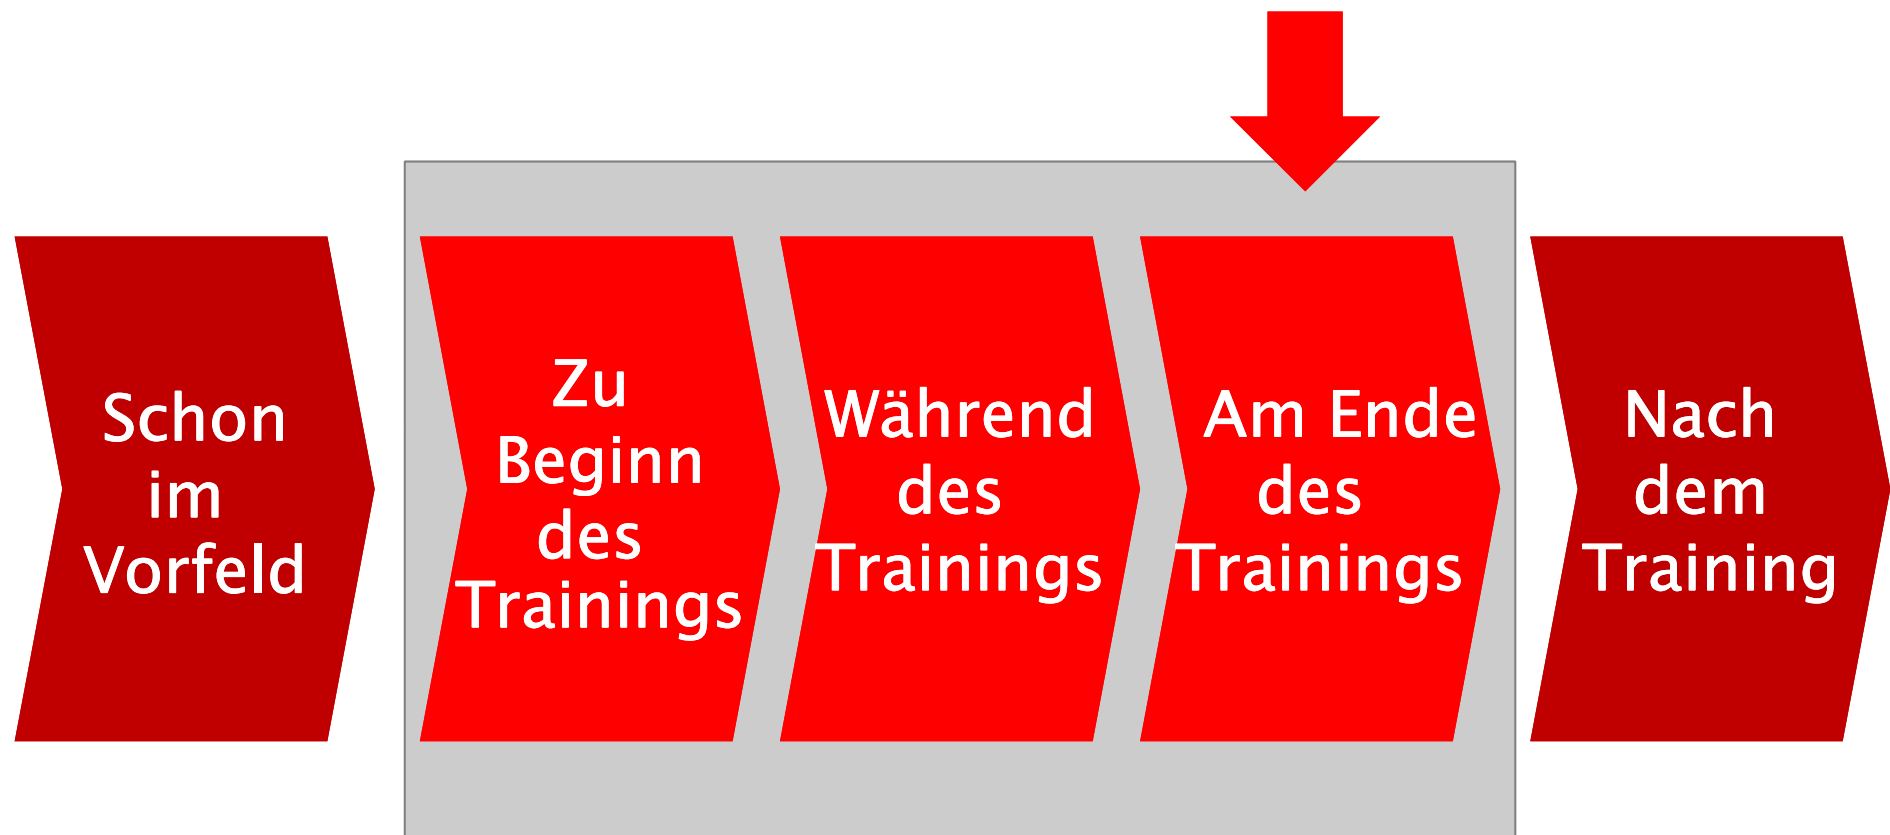 Schon
im
Vorfeld
Zu
Beginn
des
Trainings
Während
des
Trainings
Am Ende
des
Trainings
Nach
dem
Training